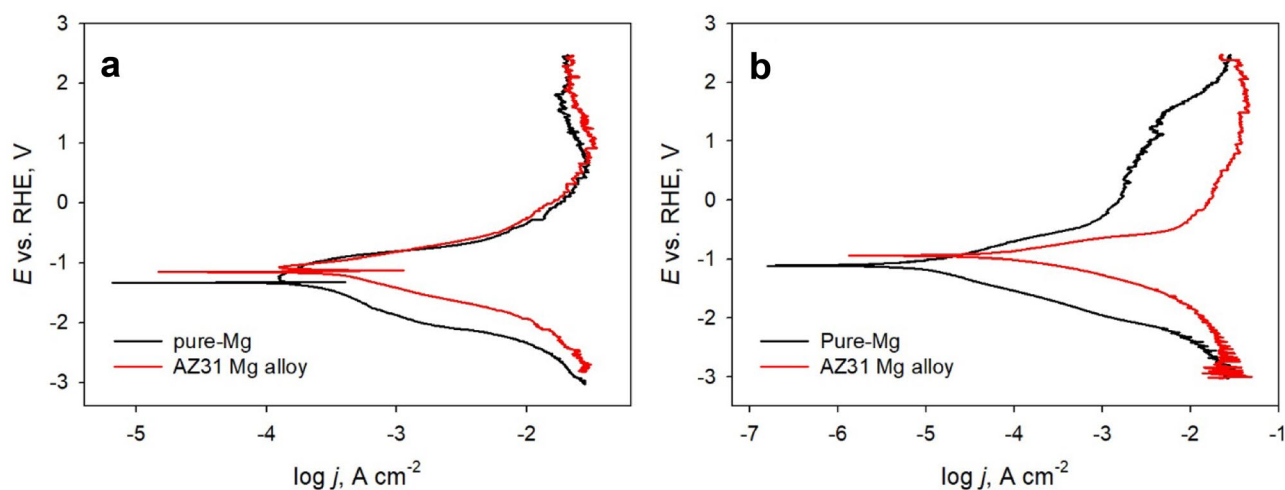 a
3
2
1
0
-1
-2
-3
E vs. RHE, V
pure-Mg
AZ31 Mg alloy
-5
-4
-3
-2
log j, A cm⁻²
b
3
2
1
0
-1
-2
-3
E vs. RHE, V
Pure-Mg
AZ31 Mg alloy
-7
-6
-5
-4
-3
-2
-1
log j, A cm⁻²